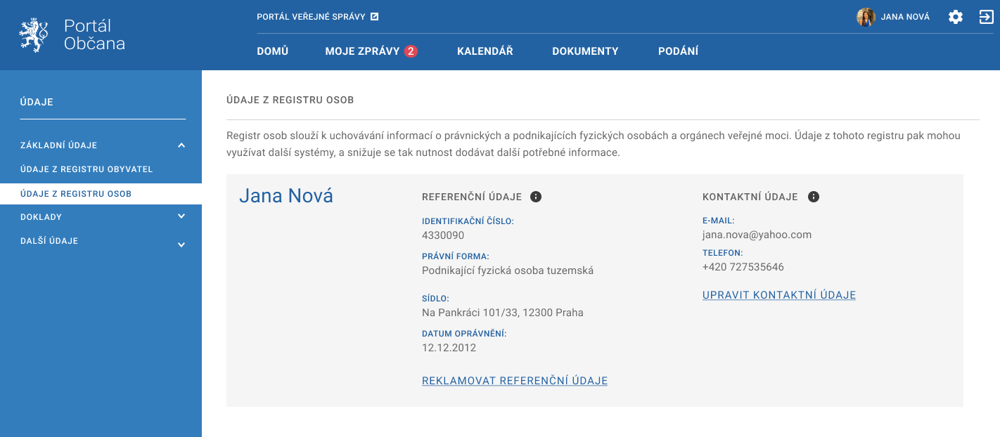 Portál
Občana
PORTÁL VEŘEJNÉ SPRÁVY
JANA NOVÁ
DOMŮ
MOJE ZPRÁVY 2
KALENDÁŘ
DOKUMENTY
PODÁNÍ
ÚDAJE
ZÁKLADNÍ ÚDAJE
ÚDAJE Z REGISTRU OBYVATEL
ÚDAJE Z REGISTRU OSOB
DOKLADY
DALŠÍ ÚDAJE
ÚDAJE Z REGISTRU OSOB
Registr osob slouží k uchovávání informací o právnických a podnikajících fyzických osobách a orgánech veřejné moci. Údaje z tohoto registru pak mohou
využívat další systémy, a snižuje se tak nutnost dodávat další potřebné informace.
Jana Nová
REFERENČNÍ ÚDAJE
IDENTIFIKAČNÍ ČÍSLO:
4330090
PRÁVNÍ FORMA:
Podnikající fyzická osoba tuzemská
SÍDLO:
Na Pankráci 101/33, 12300 Praha
DATUM OPRÁVNĚNÍ:
12.12.2012
REKLAMOVAT REFERENČNÍ ÚDAJE
KONTAKTNÍ ÚDAJE
E-MAIL:
jana.nova@yahoo.com
TELEFON:
+420 727535646
UPRAVIT KONTAKTNÍ ÚDAJE